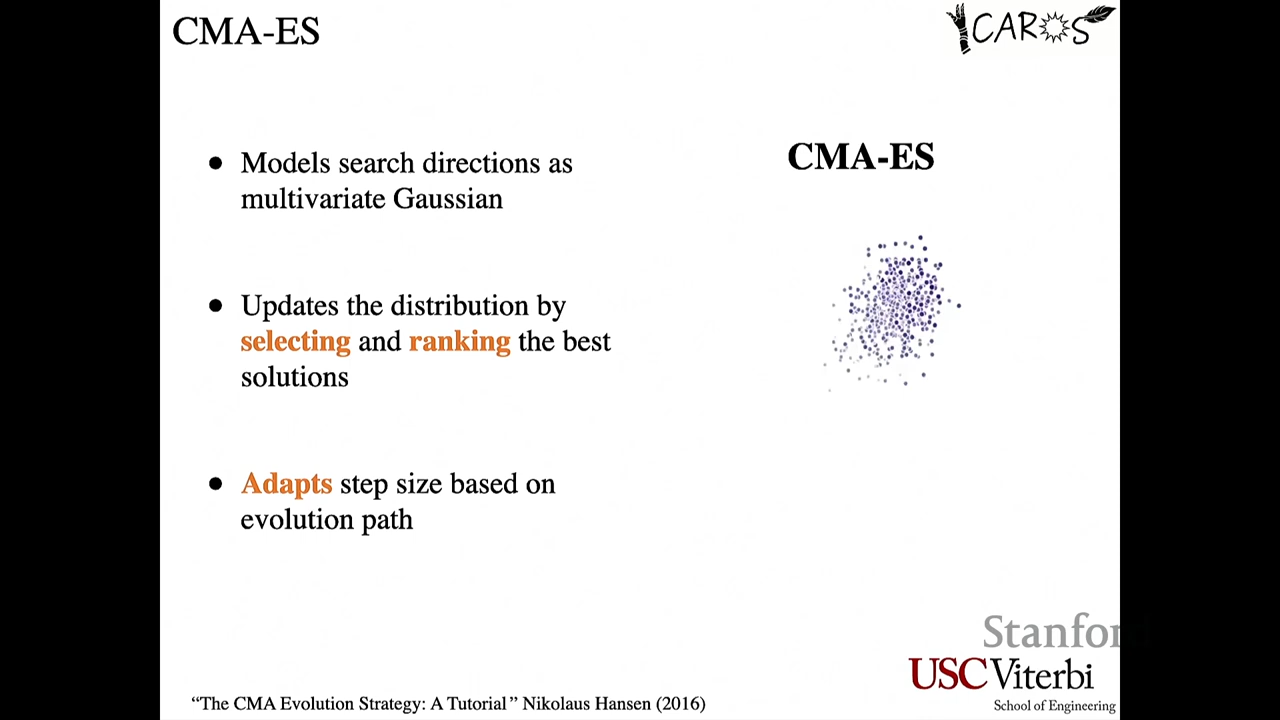 CMA-ES
CAROS
● Models search directions as
multivariate Gaussian
● Updates the distribution by
selecting and ranking the best
solutions
● Adapts step size based on
evolution path
CMA-ES
Stanford
USC Viterbi
School of Engineering
“The CMA Evolution Strategy: A Tutorial” Nikolaus Hansen (2016)